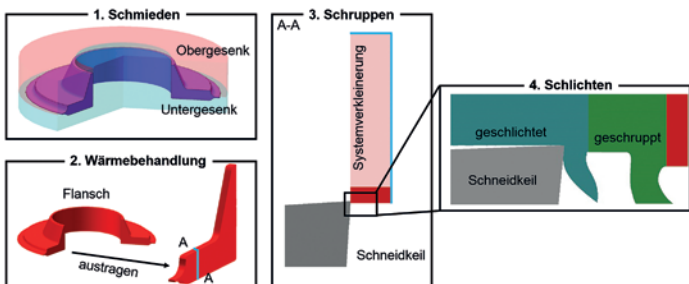 1. Schmieden
Obergesenk
Untergesenk
2. Wärmebehandlung
Flansch
austragen
A
A
3. Schruppen
A-A
Systemverkleinerung
Schneidkeil
4. Schlichten
geschlichtet
geschruppt
Schneidkeil